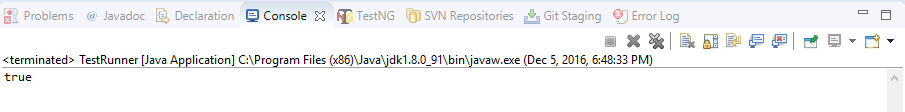 Problems @ Javadoc Declaration Console TestNG SVN Repositories Git Staging Error Log
<terminated> TestRunner [Java Application] C:\Program Files (x86)\Java\jdk1.8.0_91\bin\javaw.exe (Dec 5, 2016, 6:48:33 PM)
true